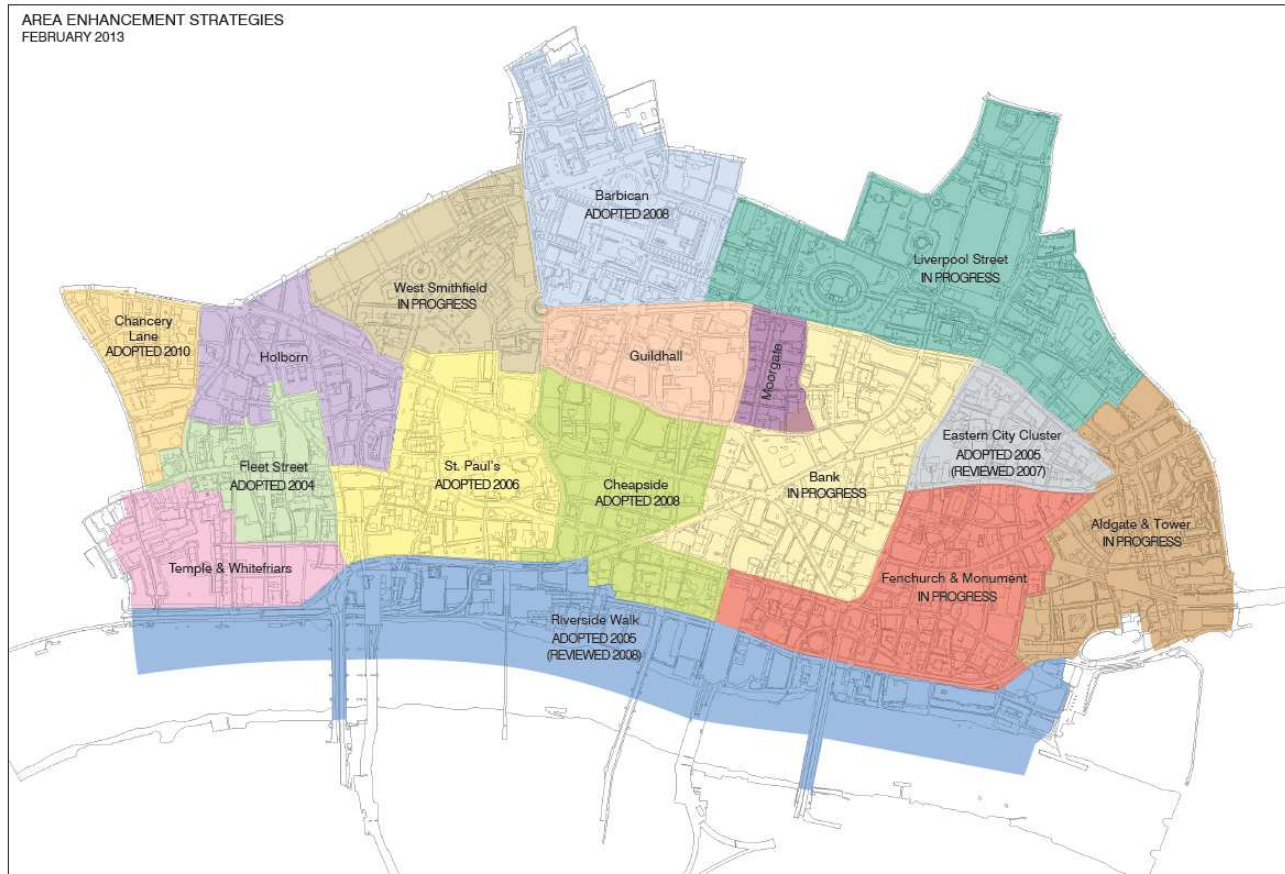 AREA ENHANCEMENT STRATEGIES
FEBRUARY 2013
Barbican
ADOPTED 2008
Liverpool Street
IN PROGRESS
West Smithfield
IN PROGRESS
Chancery
Lane
ADOPTED 2010
Holborn
Guildhall
Moorgate
Eastern City Cluster
ADOPTED 2005
(REVIEWED 2007)
Fleet Street
ADOPTED 2004
St. Paul's
ADOPTED 2006
Cheapside
ADOPTED 2008
Bank
IN PROGRESS
Aldgate & Tower
IN PROGRESS
Temple & Whitefriars
Fenchurch & Monument
IN PROGRESS
Riverside Walk
ADOPTED 2005
(REVIEWED 2008)